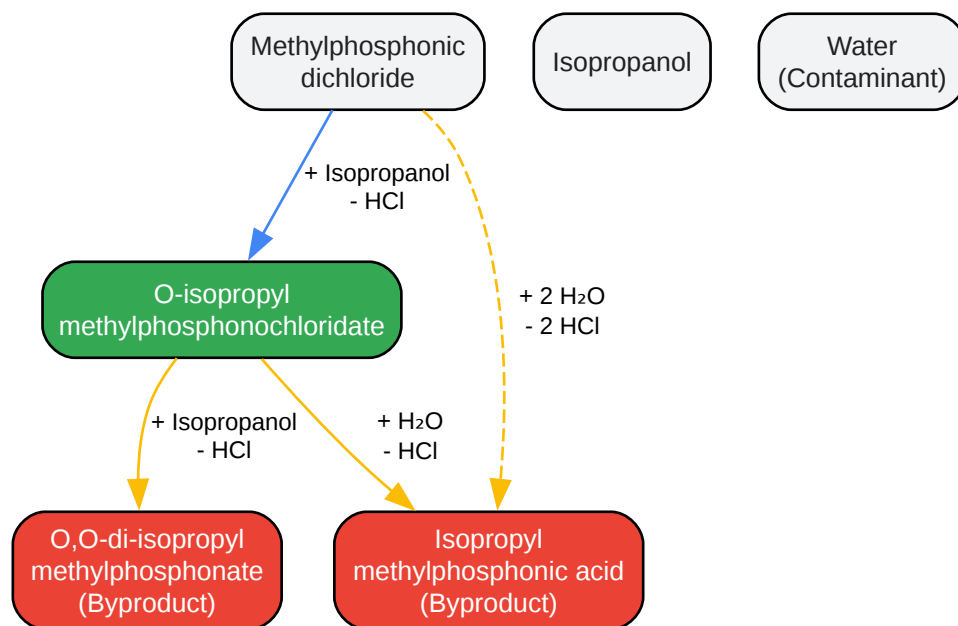 Methylphosphonic
dichloride
Isopropanol
Water
(Contaminant)
+ Isopropanol
- HCl
O-isopropyl
methylphosphonochloridate
+ 2 H₂O
- 2 HCl
+ Isopropanol
- HCl
+ H₂O
- HCl
O,O-di-isopropyl
methylphosphonate
(Byproduct)
Isopropyl
methylphosphonic acid
(Byproduct)